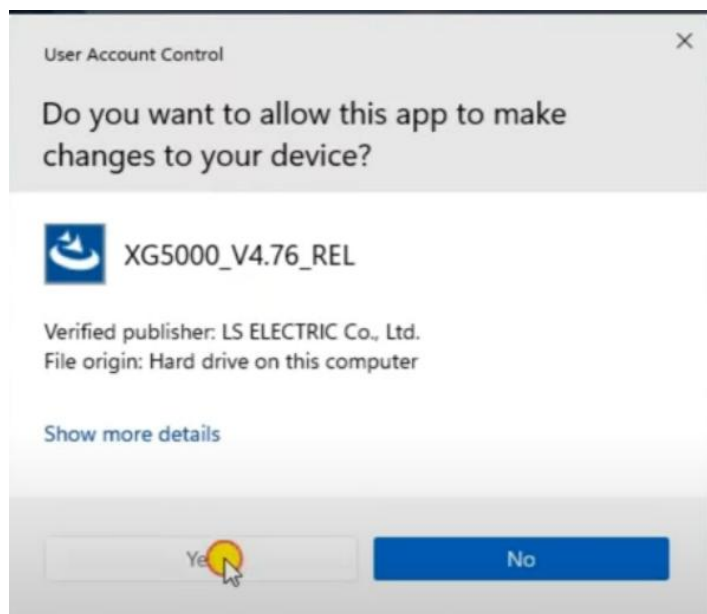 User Account Control
Do you want to allow this app to make
changes to your device?
XG5000_V4.76_REL
Verified publisher: LS ELECTRIC Co., Ltd.
File origin: Hard drive on this computer
Show more details
No